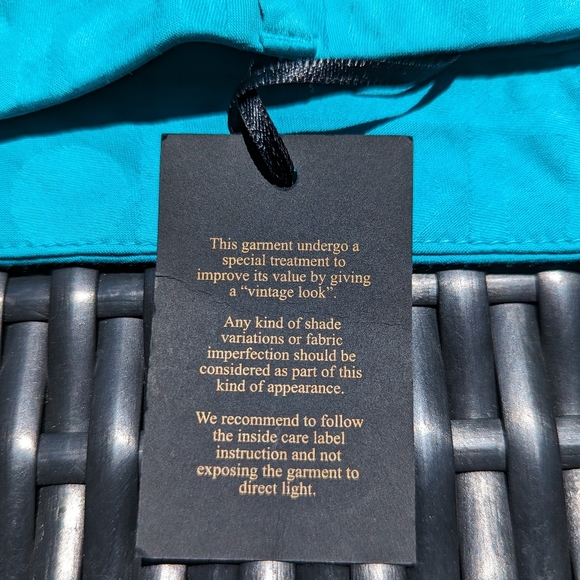 This garment undergo a
special treatment to
improve its value by giving
a “vintage look”.
Any kind of shade
variations or fabric
imperfection should be
considered as part of this
kind of appearance.
We recommend to follow
the inside care label
instruction and not
exposing the garment to
direct light.